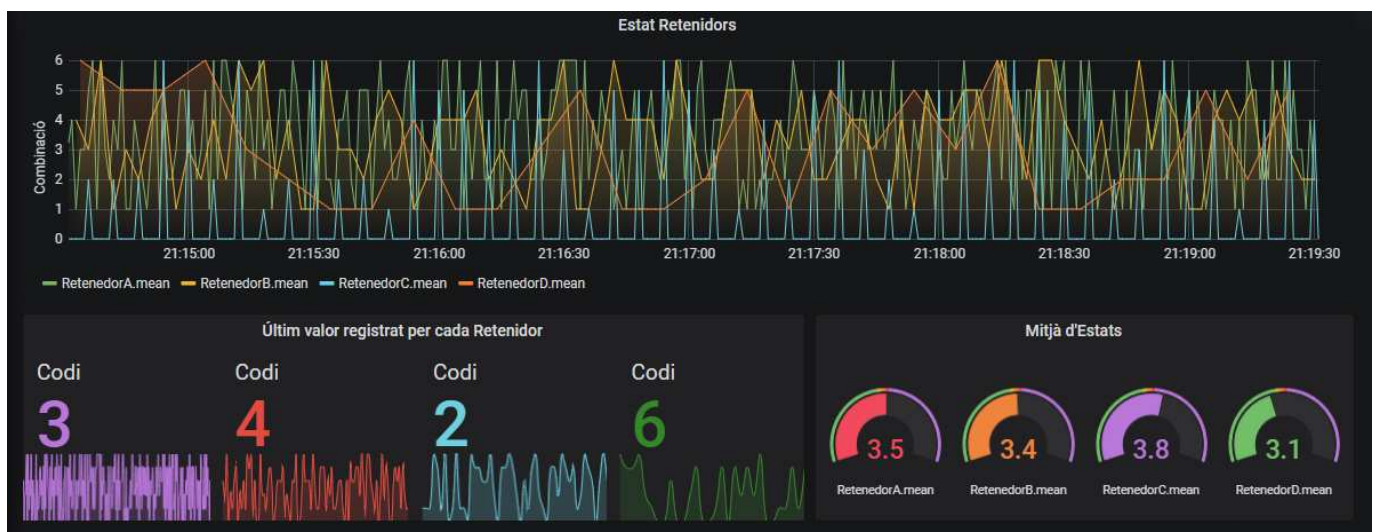 Estat Retenidors
Combinació
6
5
4
3
2
1
0
21:15:00 21:15:30 21:16:00 21:16:30 21:17:00 21:17:30 21:18:00 21:18:30 21:19:00 21:19:30
RetenedorA.mean RetenedorB.mean RetenedorC.mean RetenedorD.mean
Últim valor registrat per cada Retenidor
Codi Codi Codi Codi
3 4 2 6
Mitjà d'Estats
3.5 3.4 3.8 3.1
RetenedorA.mean RetenedorB.mean RetenedorC.mean RetenedorD.mean